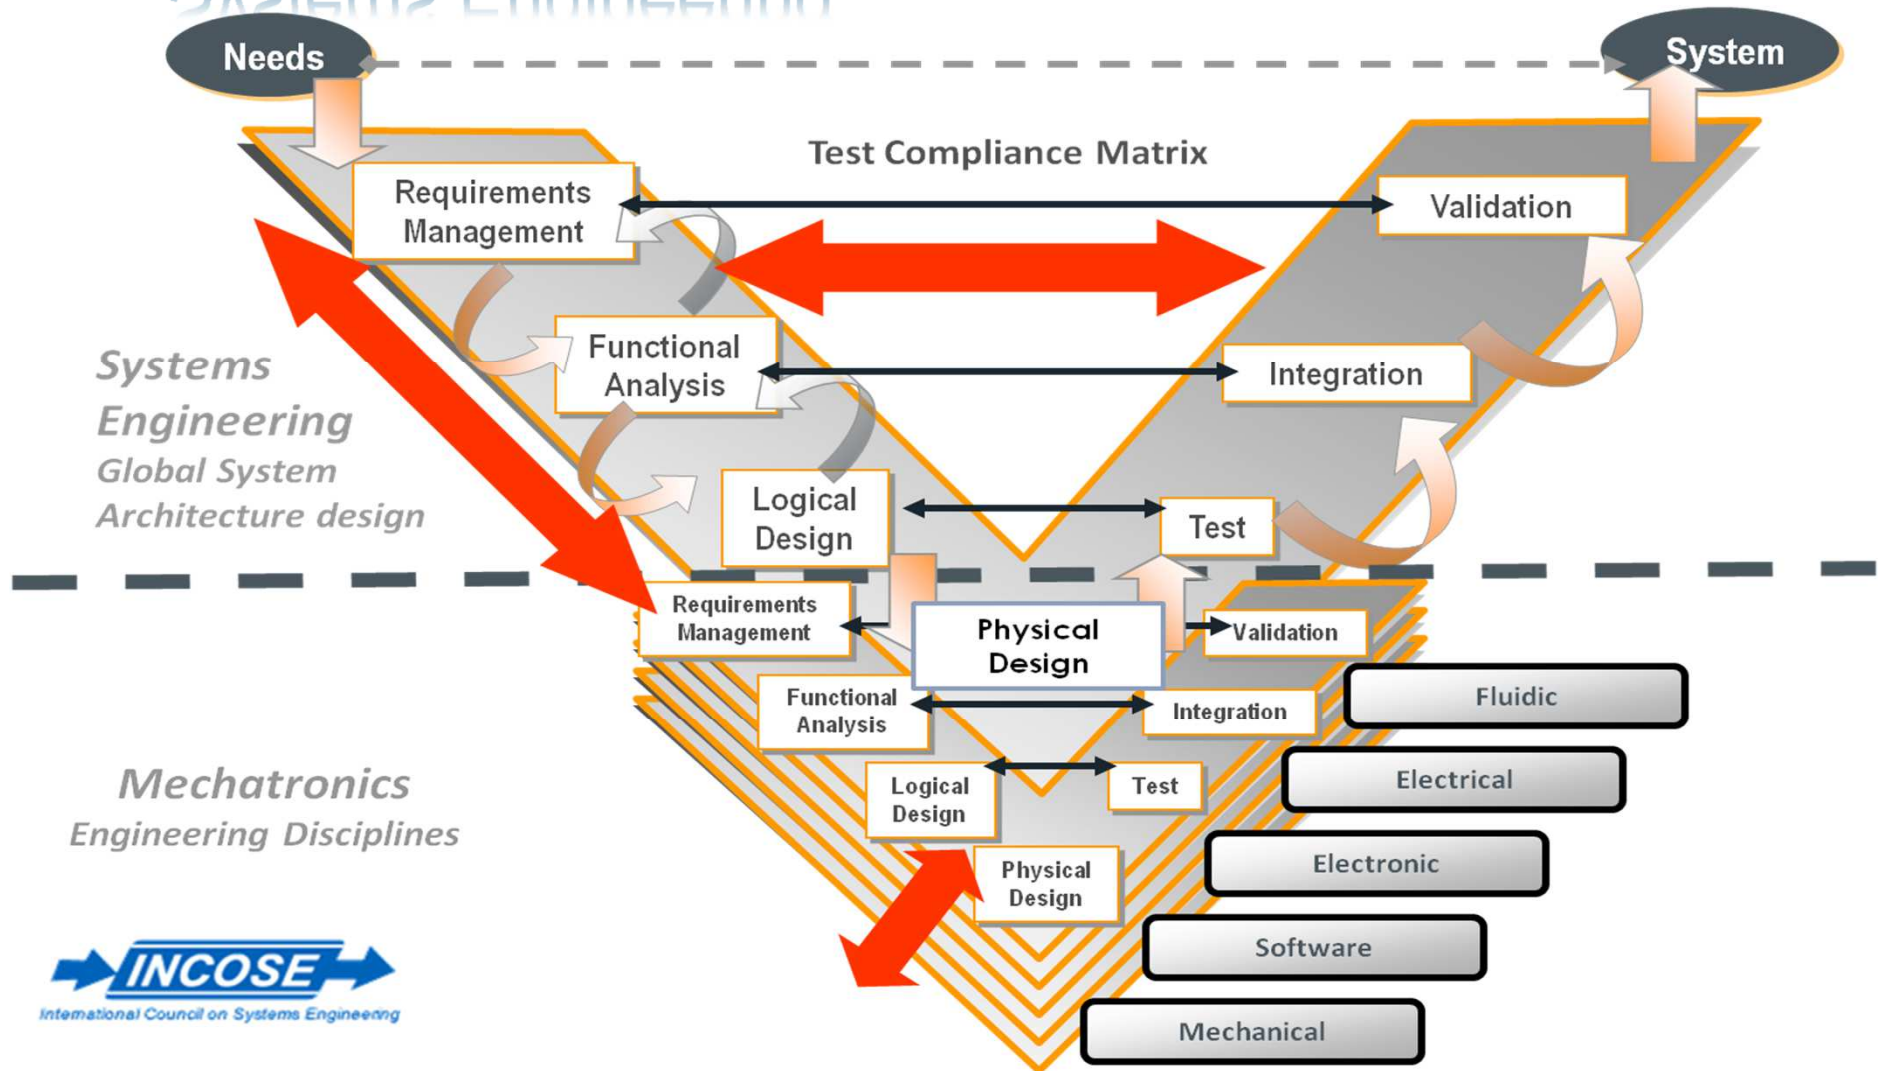 Systems Engineering
Needs
System
Test Compliance Matrix
Requirements
Management
Validation
Functional
Analysis
Integration
Systems
Engineering
Global System
Architecture design
Logical
Design
Test
Requirements
Management
Physical
Design
Validation
Functional
Analysis
Integration
Fluidic
Mechatronics
Engineering Disciplines
Logical
Design
Test
Electrical
Physical
Design
Electronic
Software
Mechanical
INCOSE
International Council on Systems Engineering